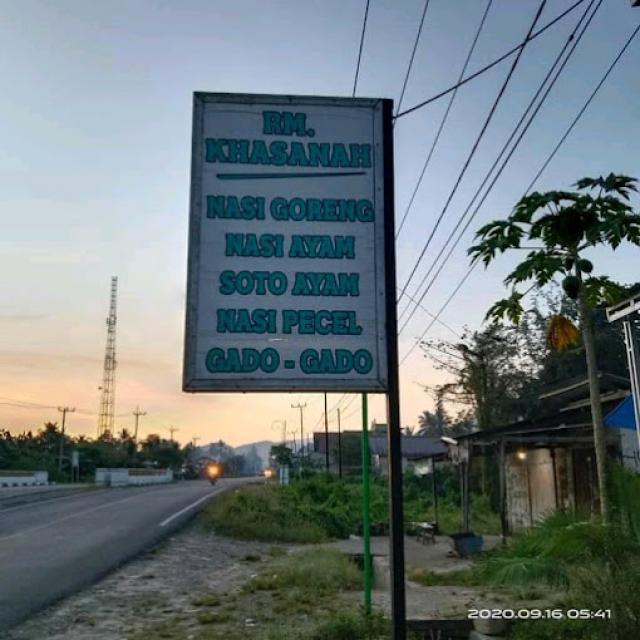 RM.
KHASANAH
NASI GORENG
NASI AYAM
SOTO AYAM
NASI PECEL
GADO - GADO
2020.09.16 05:41